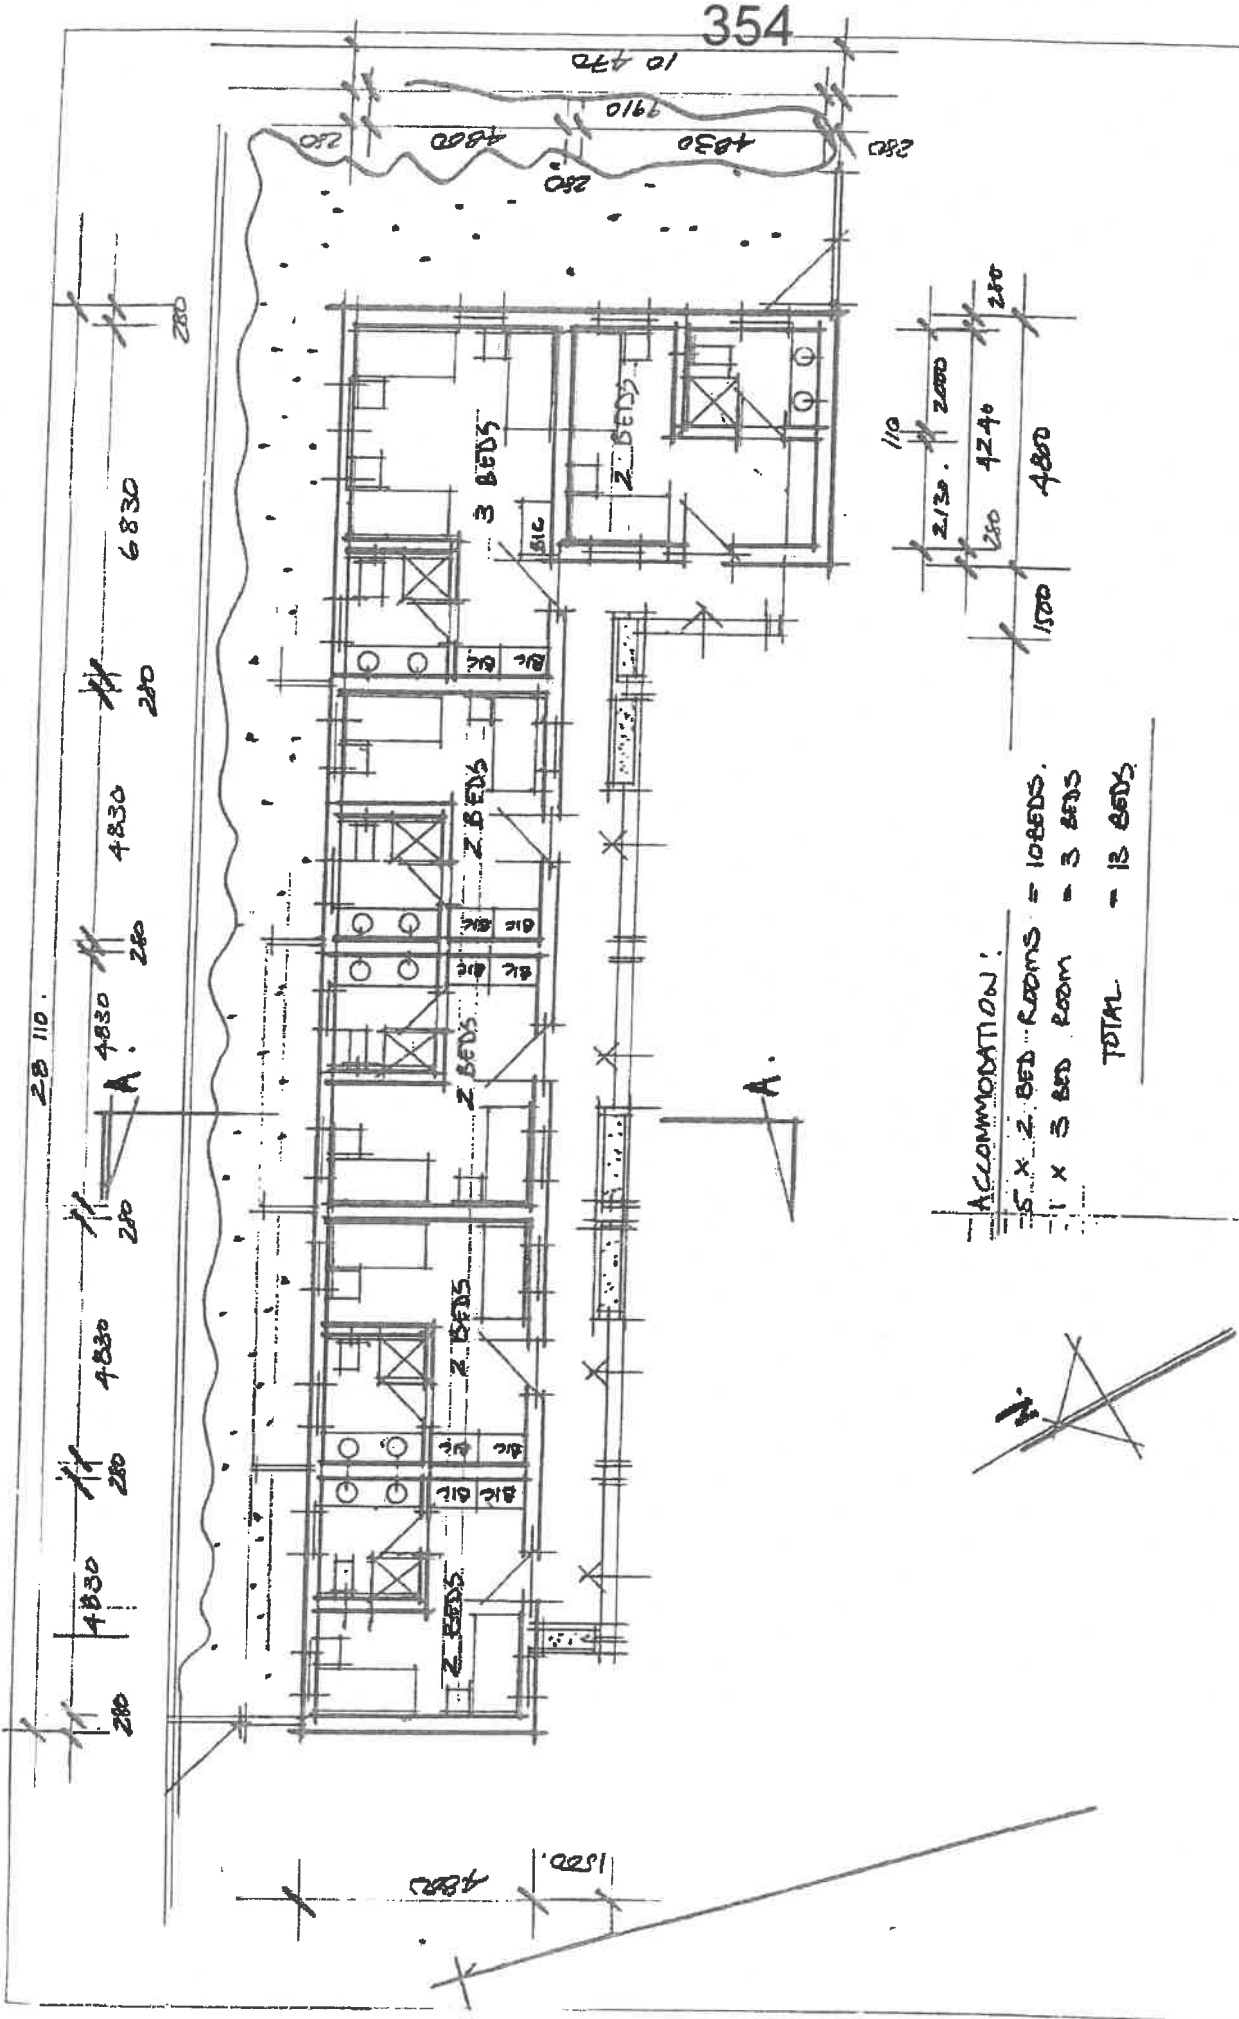 354
10 470
9910
280
4800
280
4830
280
28 110.
280
6830
280
4830
280
4830
280
4830
280
4830
280
A.
A.
3 BEDS
BIC
BIC
BIC
2 BEDS
2 BEDS
BIC
BIC
BIC
BIC
2 BEDS
2 BEDS
BIC
BIC
BIC
BIC
2 BEDS
110
2130. 2000
280 4240 280
1500 4800
4800
1500.
N.
ACCOMMODATION:
5 x 2 BED ROOMS = 10 BEDS.
1 x 3 BED ROOM = 3 BEDS
TOTAL - 13 BEDS.